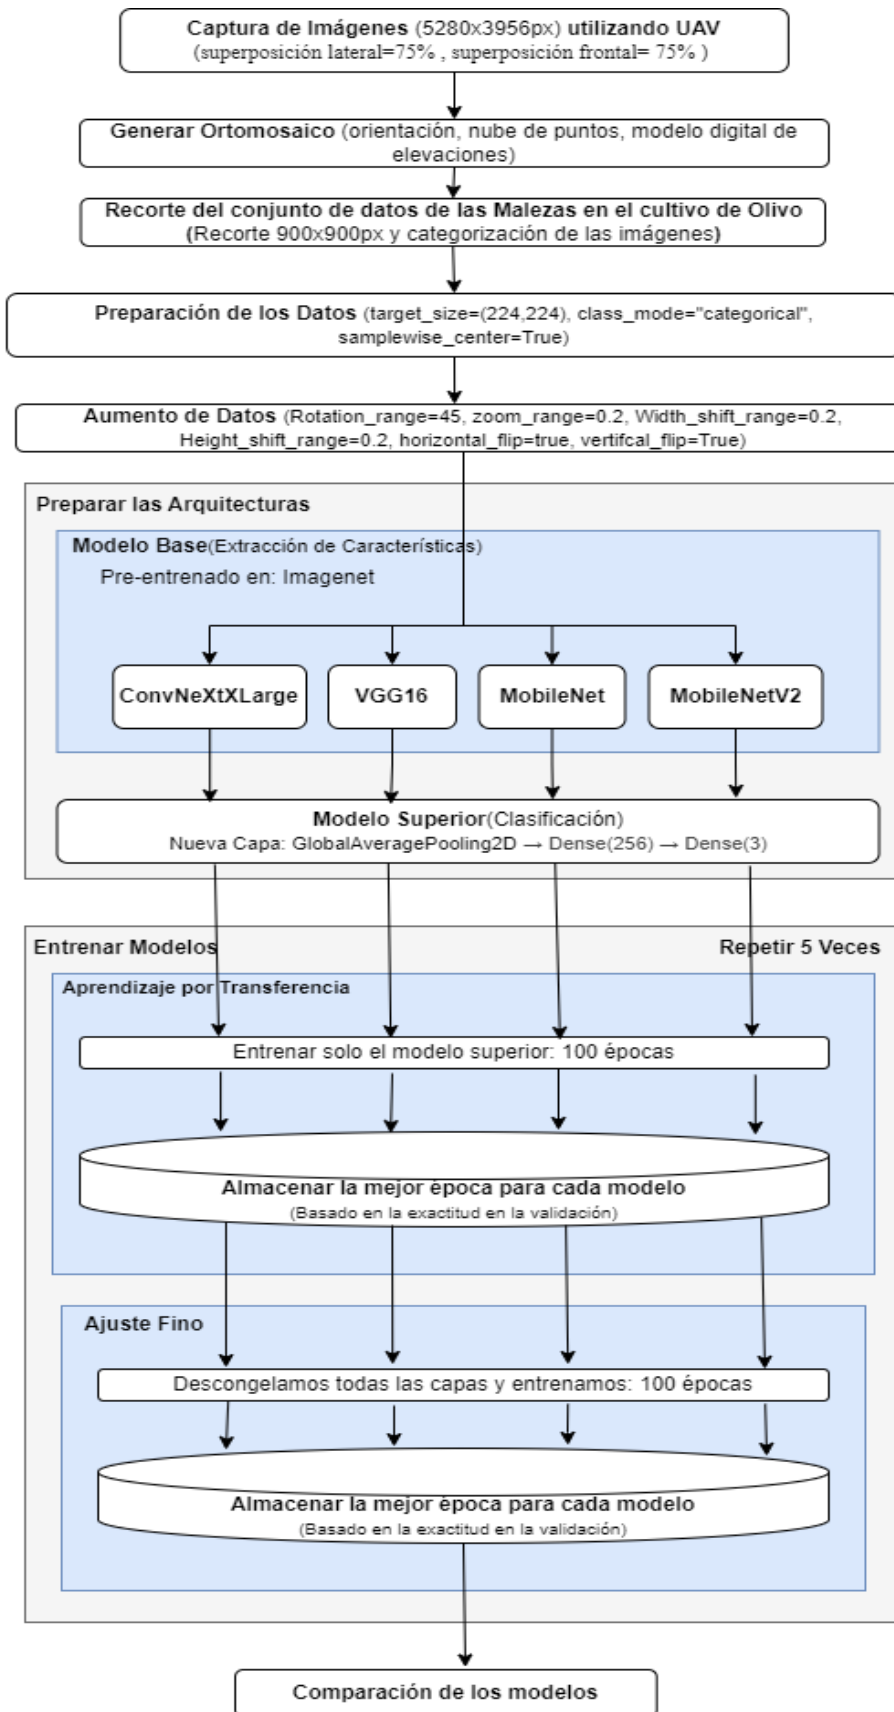 Captura de Imágenes (5280x3956px) utilizando UAV
(superposición lateral=75% , superposición frontal= 75% )
Generar Ortomosaico (orientación, nube de puntos, modelo digital de
elevaciones)
Recorte del conjunto de datos de las Malezas en el cultivo de Olivo
(Recorte 900x900px y categorización de las imágenes)
Preparación de los Datos (target_size=(224,224), class_mode="categorical",
samplewise_center=True)
Aumento de Datos (Rotation_range=45, zoom_range=0.2, Width_shift_range=0.2,
Height_shift_range=0.2, horizontal_flip=true, vertifcal_flip=True)
Preparar las Arquitecturas
Modelo Base(Extracción de Características)
Pre-entrenado en: Imagenet
ConvNeXtXLarge
VGG16
MobileNet
MobileNetV2
Modelo Superior(Clasificación)
Nueva Capa: GlobalAveragePooling2D → Dense(256) → Dense(3)
Entrenar Modelos
Repetir 5 Veces
Aprendizaje por Transferencia
Entrenar solo el modelo superior: 100 épocas
Almacenar la mejor época para cada modelo
(Basado en la exactitud en la validación)
Ajuste Fino
Descongelamos todas las capas y entrenamos: 100 épocas
Almacenar la mejor época para cada modelo
(Basado en la exactitud en la validación)
Comparación de los modelos